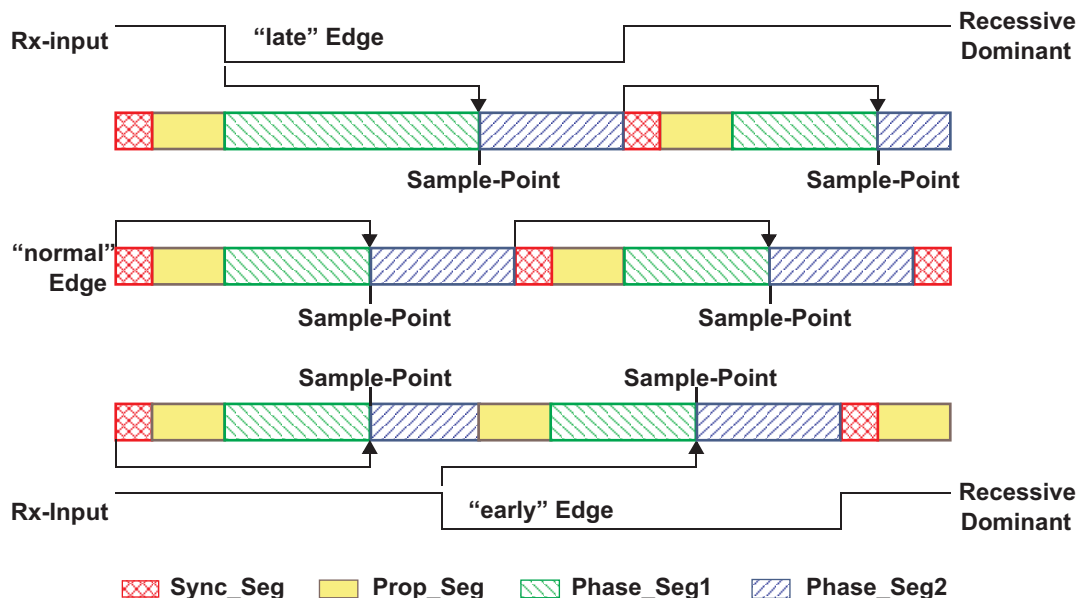 Rx-input
“late” Edge
Recessive
Dominant
Sample-Point
Sample-Point
“normal”
Edge
Sample-Point
Sample-Point
Sample-Point
Sample-Point
Rx-Input
“early” Edge
Recessive
Dominant
Sync_Seg
Prop_Seg
Phase_Seg1
Phase_Seg2